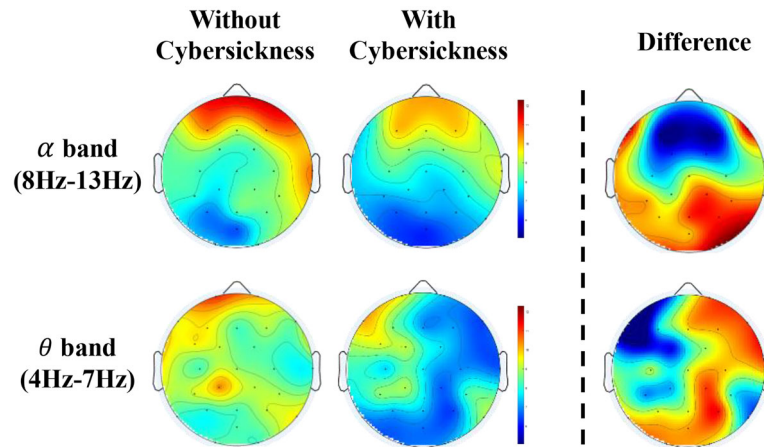 Without
Cybersickness
With
Cybersickness
Difference
α band
(8Hz-13Hz)
θ band
(4Hz-7Hz)